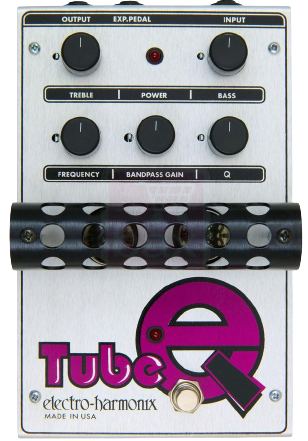 OUTPUT EXP.PEDAL INPUT
TREBLE POWER BASS
FREQUENCY BANDPASS GAIN Q
Tube EQ
electro-harmonix
MADE IN USA